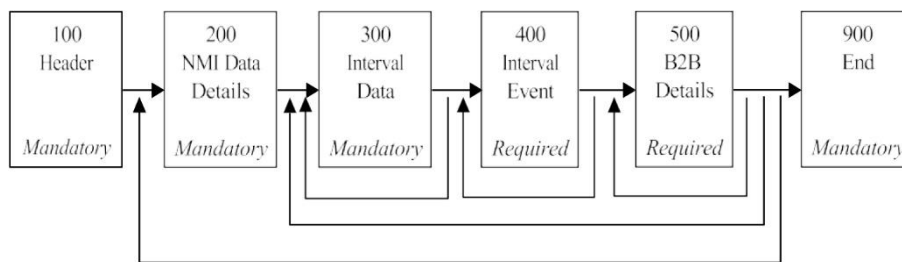 100
Header
Mandatory
200
NMI Data
Details
Mandatory
300
Interval
Data
Mandatory
400
Interval
Event
Required
500
B2B
Details
Required
900
End
Mandatory